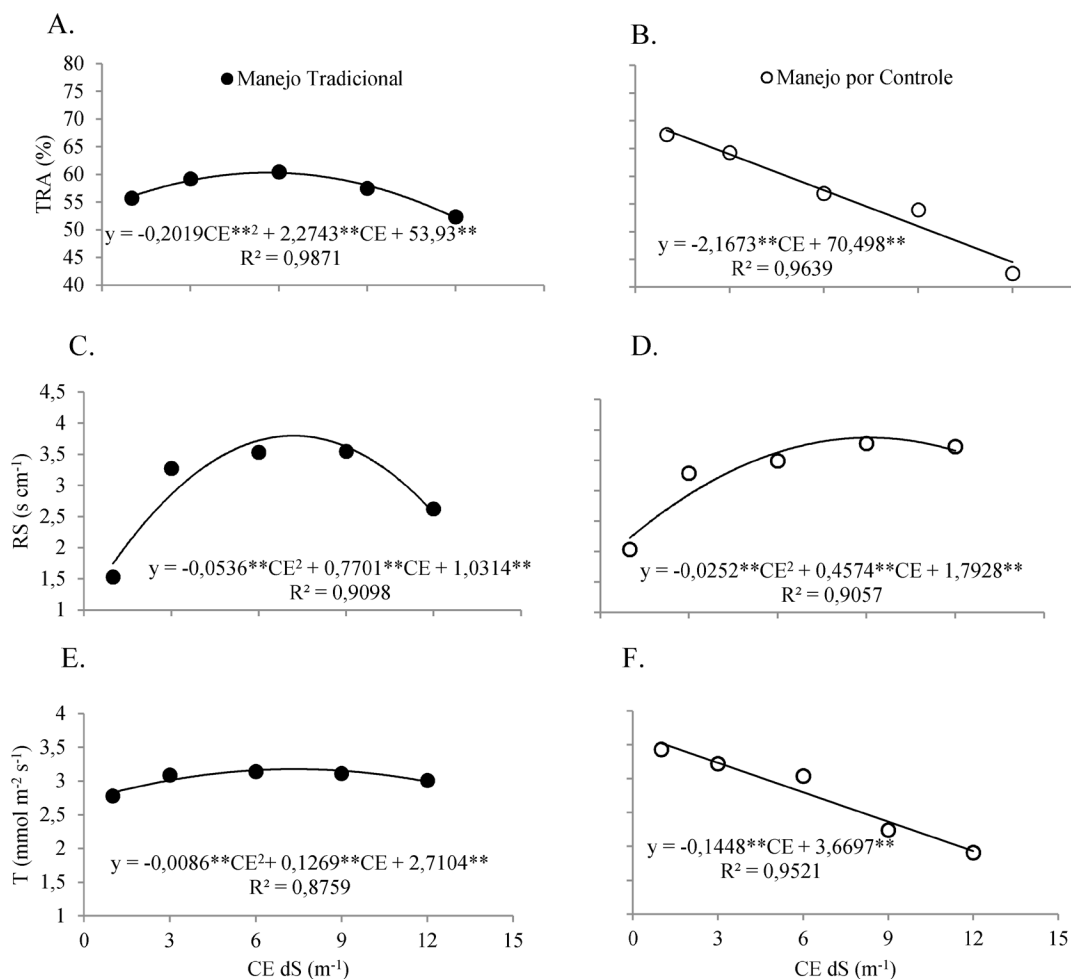 A.
B.
80
75
70
65
60
55
50
45
40
TRA (%)
Manejo Tradicional
y = -0,2019CE**² + 2,2743**CE + 53,93**
R² = 0,9871
Manejo por Controle
y = -2,1673**CE + 70,498**
R² = 0,9639
C.
D.
4,5
4
3,5
3
2,5
2
1,5
1
RS (s cm⁻¹)
y = -0,0536**CE² + 0,7701**CE + 1,0314**
R² = 0,9098
y = -0,0252**CE² + 0,4574**CE + 1,7928**
R² = 0,9057
E.
F.
4
3,5
3
2,5
2
1,5
1
T (mmol m⁻² s⁻¹)
y = -0,0086**CE²+ 0,1269**CE + 2,7104**
R² = 0,8759
y = -0,1448**CE + 3,6697**
R² = 0,9521
0 3 6 9 12 15
CE dS (m⁻¹)
0 3 6 9 12 15
CE dS (m⁻¹)